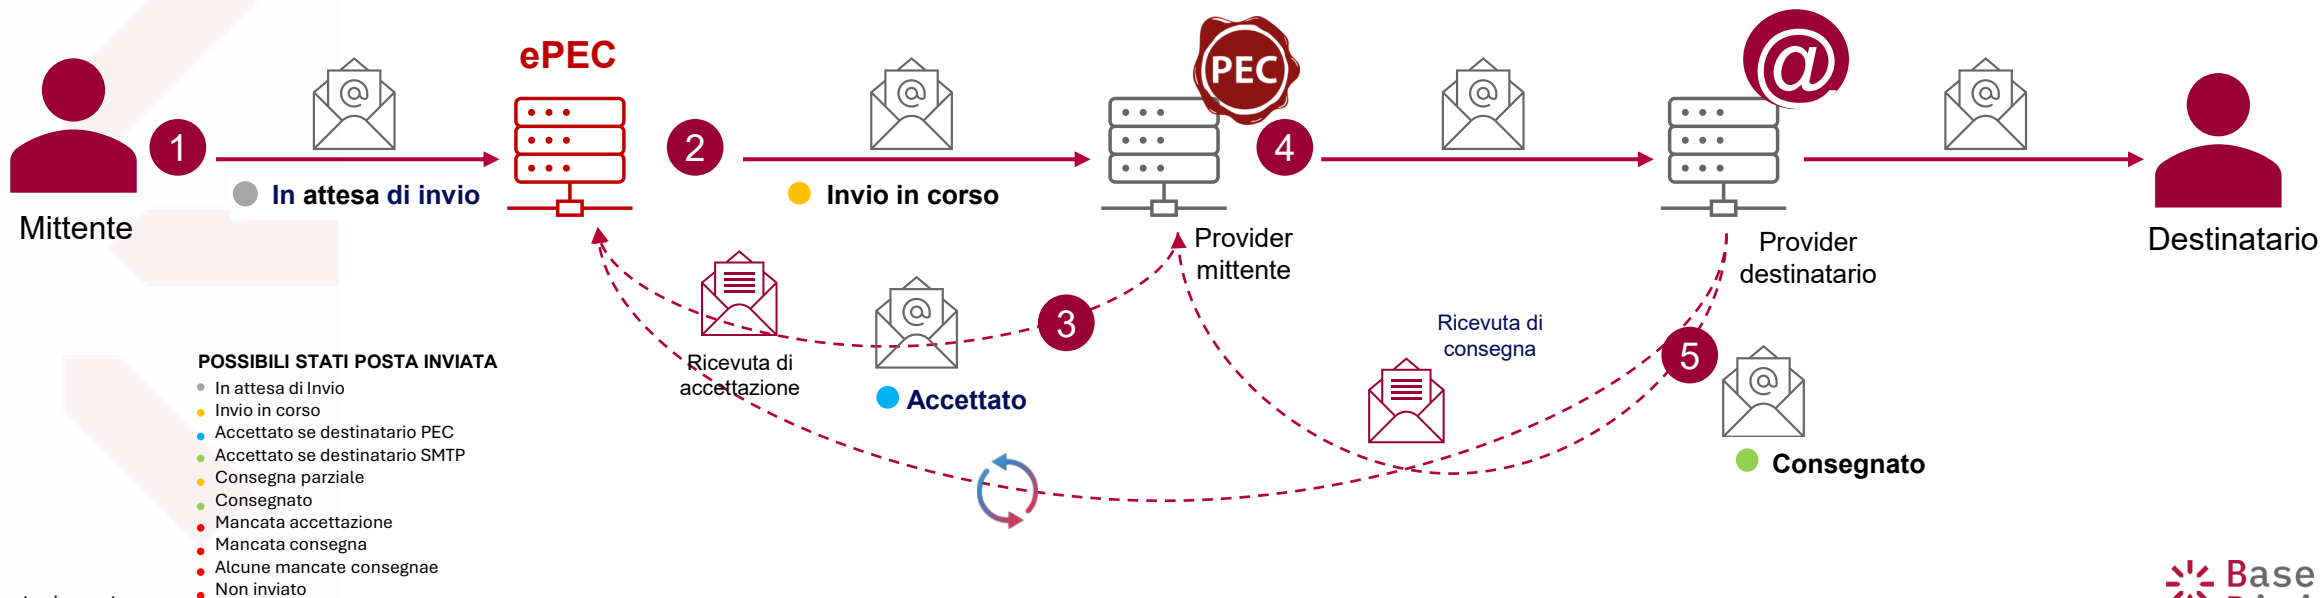 ePEC
PEC
@
1
2
4
In attesa di invio
Invio in corso
Mittente
Provider
mittente
Provider
destinatario
Destinatario
3
Ricevuta di
accettazione
Accettato
Ricevuta di
consegna
5
Consegnato
POSSIBILI STATI POSTA INVIATA
In attesa di Invio
Invio in corso
Accettato se destinatario PEC
Accettato se destinatario SMTP
Consegna parziale
Consegnato
Mancata accettazione
Mancata consegna
Alcune mancate consegnae
Non inviato
Base